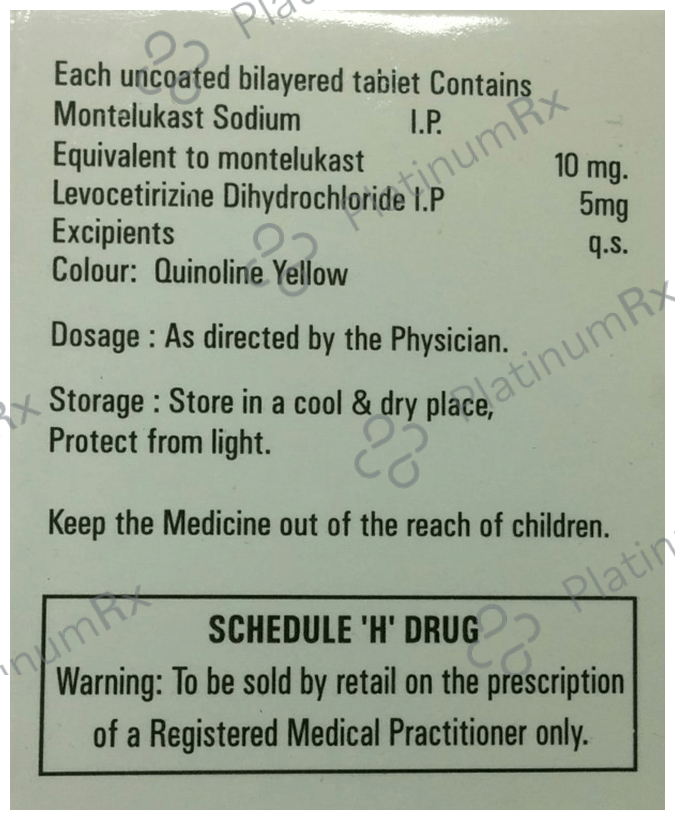 Each uncoated bilayered tablet Contains
Montelukast Sodium I.P.
Equivalent to montelukast 10 mg.
Levocetirizine Dihydrochloride I.P 5mg
Excipients q.s.
Colour: Quinoline Yellow
Dosage : As directed by the Physician.
Storage : Store in a cool & dry place,
Protect from light.
Keep the Medicine out of the reach of children.
SCHEDULE 'H' DRUG
Warning: To be sold by retail on the prescription
of a Registered Medical Practitioner only.
PlatinumRx
PlatinumRx